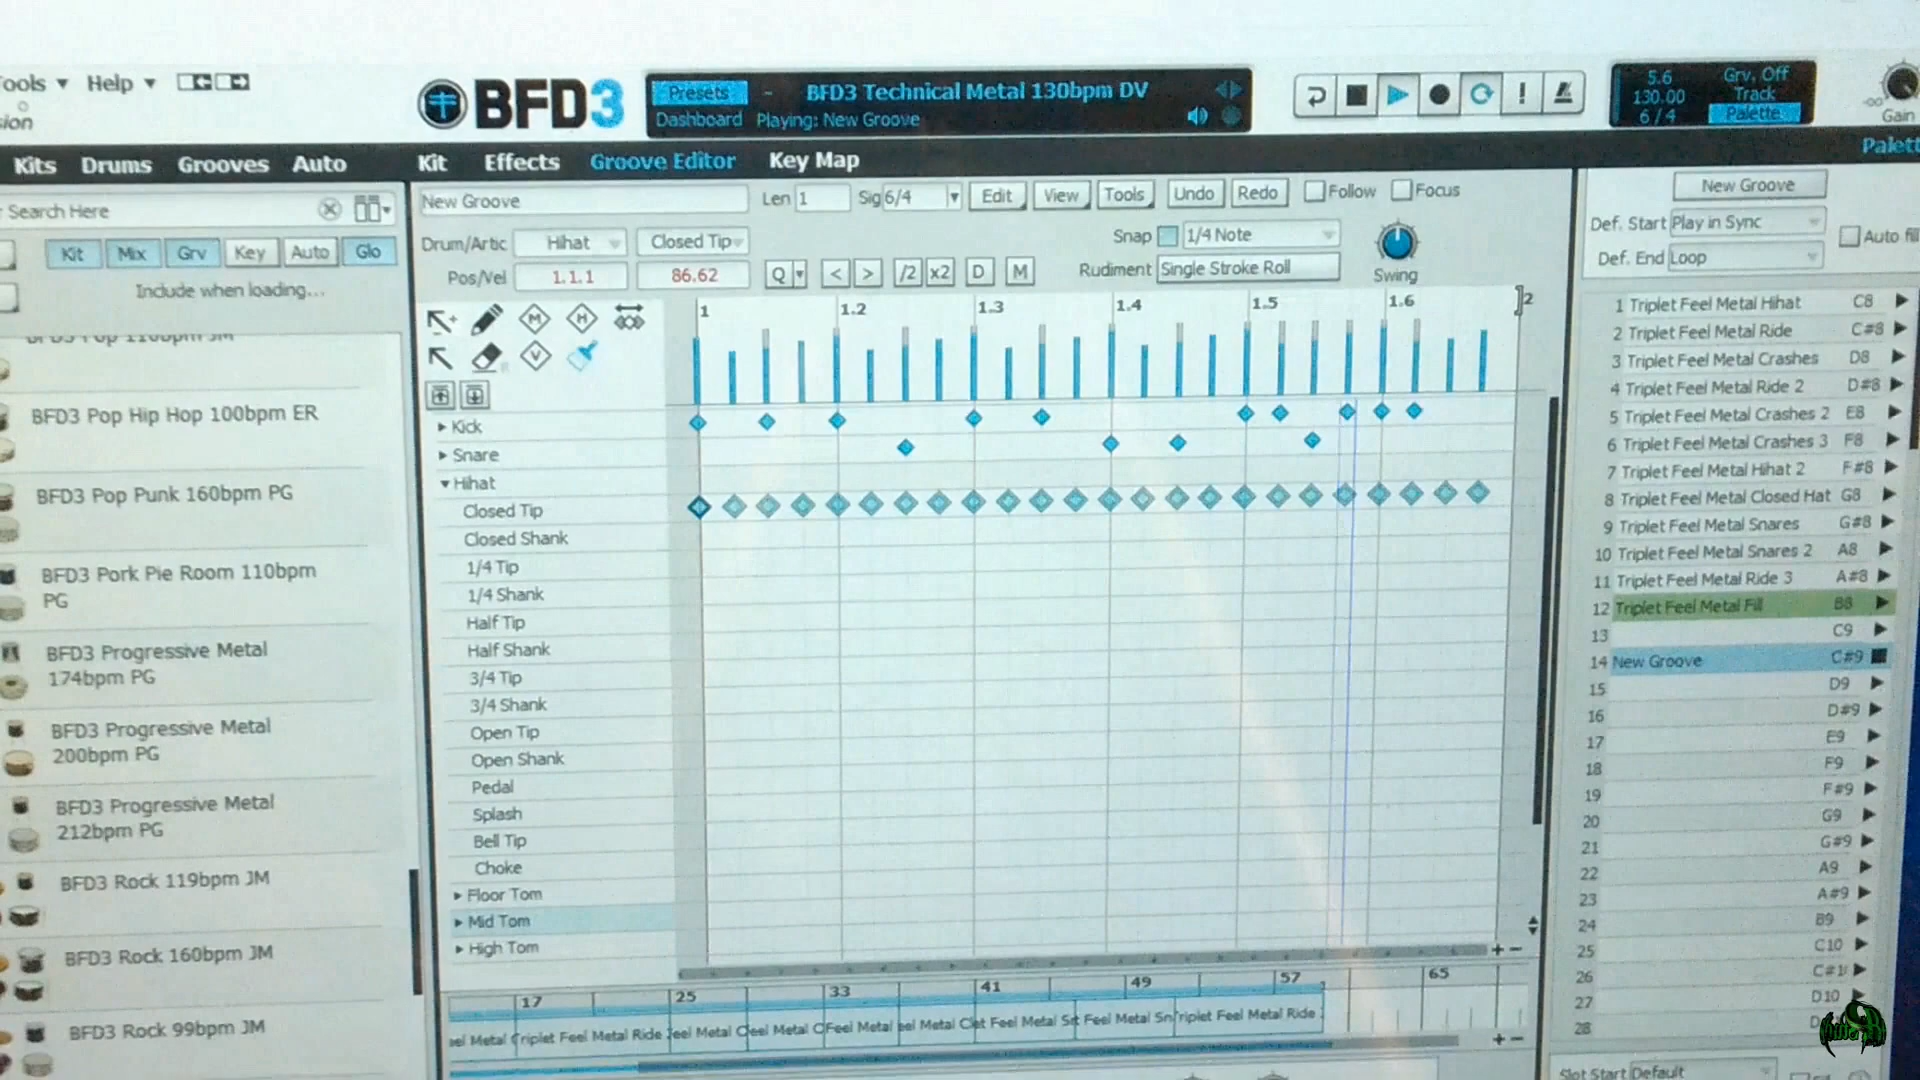 Tools ▼ Help ▼
BFD3
Presets - BFD3 Technical Metal 130bpm DV
Dashboard Playing: New Groove
5.6 Grv. Off
130.00 Track
6/4 Palette
-oo Gain
Kits Drums Grooves Auto
Kit Effects Groove Editor Key Map
Search Here
Kit Mix Grv Key Auto Glo
Include when loading...
BFD3 Pop Hip Hop 100bpm ER
BFD3 Pop Punk 160bpm PG
BFD3 Pork Pie Room 110bpm
PG
BFD3 Progressive Metal
174bpm PG
BFD3 Progressive Metal
200bpm PG
BFD3 Progressive Metal
212bpm PG
BFD3 Rock 119bpm JM
BFD3 Rock 160bpm JM
BFD3 Rock 99bpm JM
New Groove Len 1 Sig 6/4 Edit View Tools Undo Redo Follow Focus
Drum/Artic Hihat Closed Tip Snap 1/4 Note
Pos/Vel 1.1.1 86.62 Q < > /2 x2 D M Rudiment Single Stroke Roll Swing
1 1.2 1.3 1.4 1.5 1.6 2
M H
V
Kick
Snare
Hihat
Closed Tip
Closed Shank
1/4 Tip
1/4 Shank
Half Tip
Half Shank
3/4 Tip
3/4 Shank
Open Tip
Open Shank
Pedal
Splash
Bell Tip
Choke
Floor Tom
Mid Tom
High Tom
17 25 33 41 49 57 65
Triplet Feel Metal Ride Feel Metal Feel Metal Triplet Feel Metal Ride
New Groove
Def. Start Play in Sync Auto fil
Def. End Loop
1 Triplet Feel Metal Hihat C8
2 Triplet Feel Metal Ride C#8
3 Triplet Feel Metal Crashes D8
4 Triplet Feel Metal Ride 2 D#8
5 Triplet Feel Metal Crashes 2 E8
6 Triplet Feel Metal Crashes 3 F8
7 Triplet Feel Metal Hihat 2 F#8
8 Triplet Feel Metal Closed Hat G8
9 Triplet Feel Metal Snares G#8
10 Triplet Feel Metal Snares 2 A8
11 Triplet Feel Metal Ride 3 A#8
12 Triplet Feel Metal Fill B8
13 C9
14 New Groove C#9
15 D9
16 D#9
17 E9
18 F9
19 F#9
20 G9
21 G#9
22 A9
23 A#9
24 B9
25 C10
26 C#1
27 D10
28
Slot Start Default